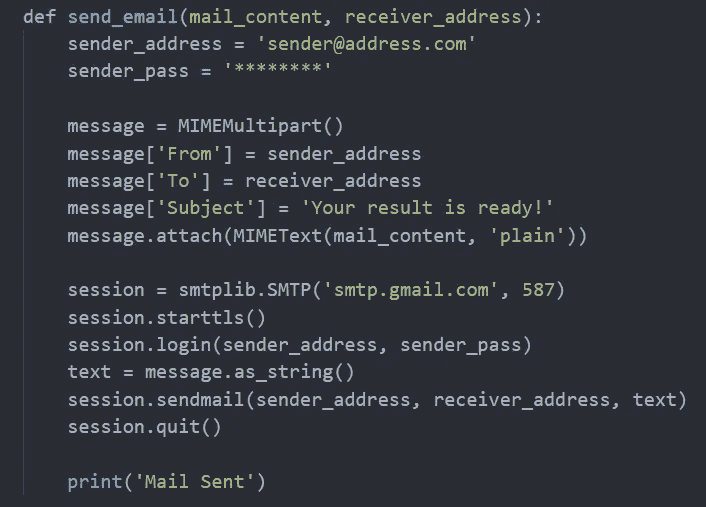 def send_email(mail_content, receiver_address):
    sender_address = 'sender@address.com'
    sender_pass = '********'

    message = MIMEMultipart()
    message['From'] = sender_address
    message['To'] = receiver_address
    message['Subject'] = 'Your result is ready!'
    message.attach(MIMEText(mail_content, 'plain'))

    session = smtplib.SMTP('smtp.gmail.com', 587)
    session.starttls()
    session.login(sender_address, sender_pass)
    text = message.as_string()
    session.sendmail(sender_address, receiver_address, text)
    session.quit()

    print('Mail Sent')